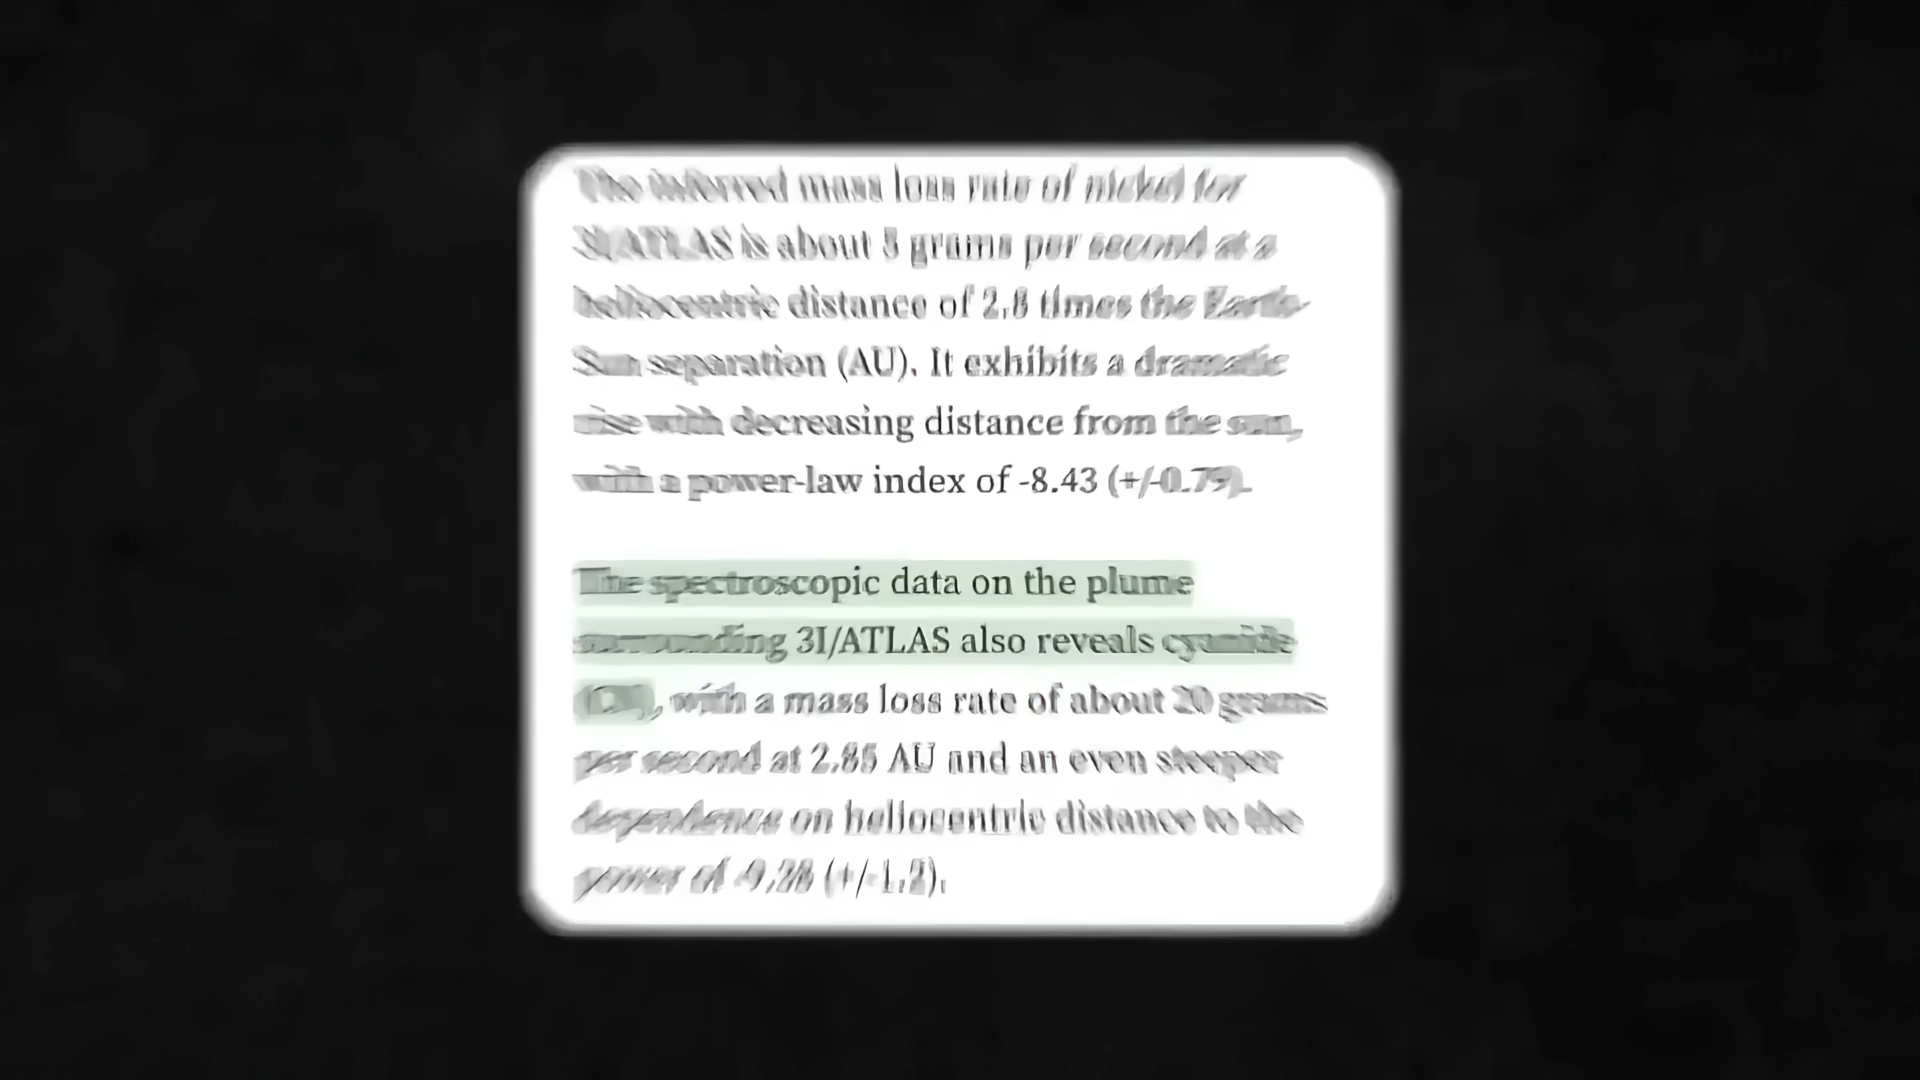 The inferred mass loss rate of nickel for
3I/ATLAS is about 5 grams per second at a
heliocentric distance of 2.8 times the Earth-
Sun separation (AU). It exhibits a dramatic
rise with decreasing distance from the sun,
with a power-law index of -8.43 (+/-0.79).
The spectroscopic data on the plume
surrounding 3I/ATLAS also reveals cyanide
(CN), with a mass loss rate of about 20 grams
per second at 2.85 AU and an even steeper
dependence on heliocentric distance to the
power of (+/-1.2).